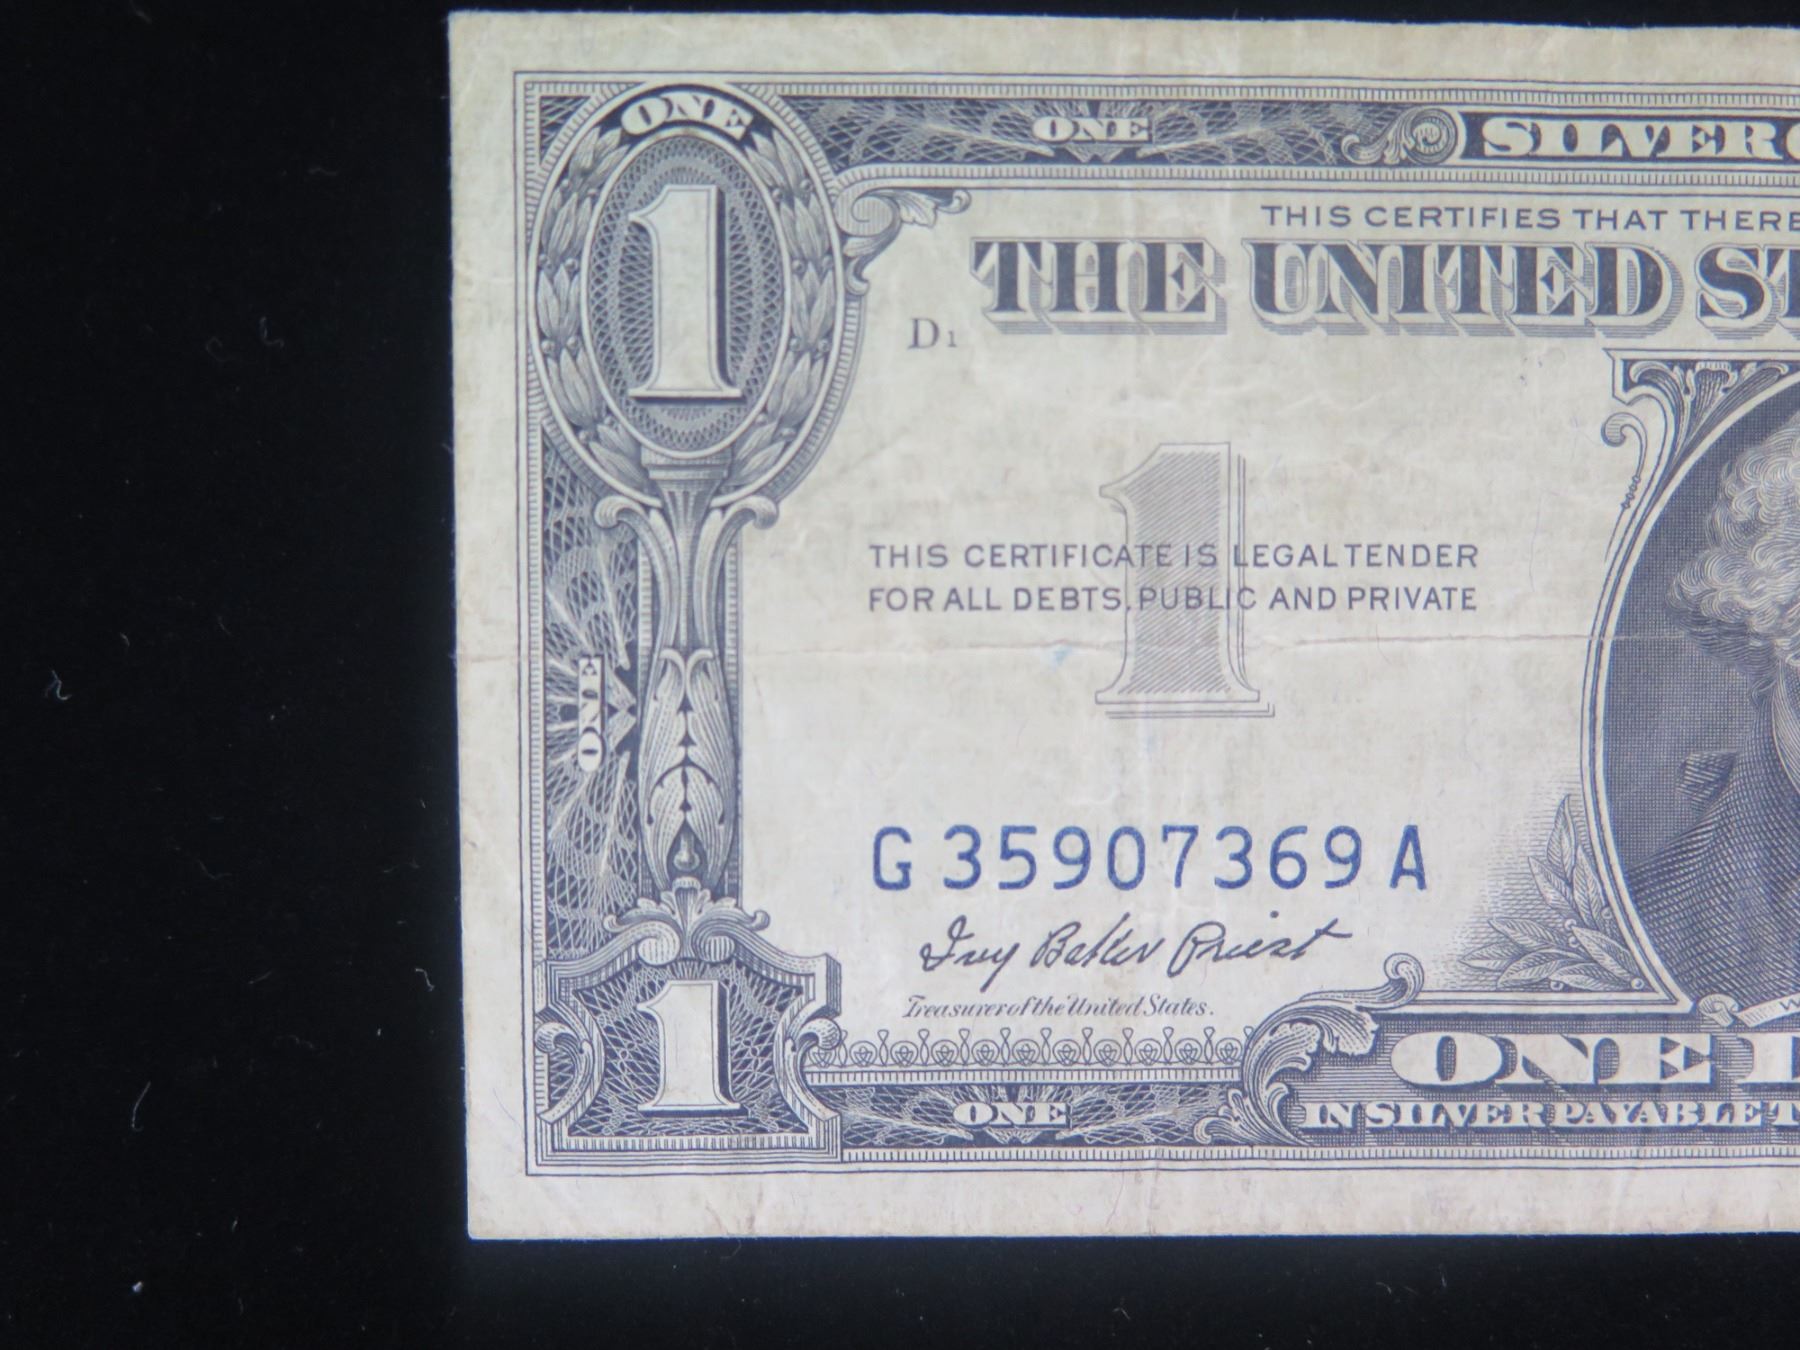 ONE
ONE
SILVER
1
THIS CERTIFIES THAT THERE
THE UNITED ST
D1
1
THIS CERTIFICATE IS LEGAL TENDER
FOR ALL DEBTS, PUBLIC AND PRIVATE
ONE
G 35907369 A
Ivy Baker Priest
Treasurer of the United States.
W
1
ONE D
ONE
IN SILVER PAYABLE T